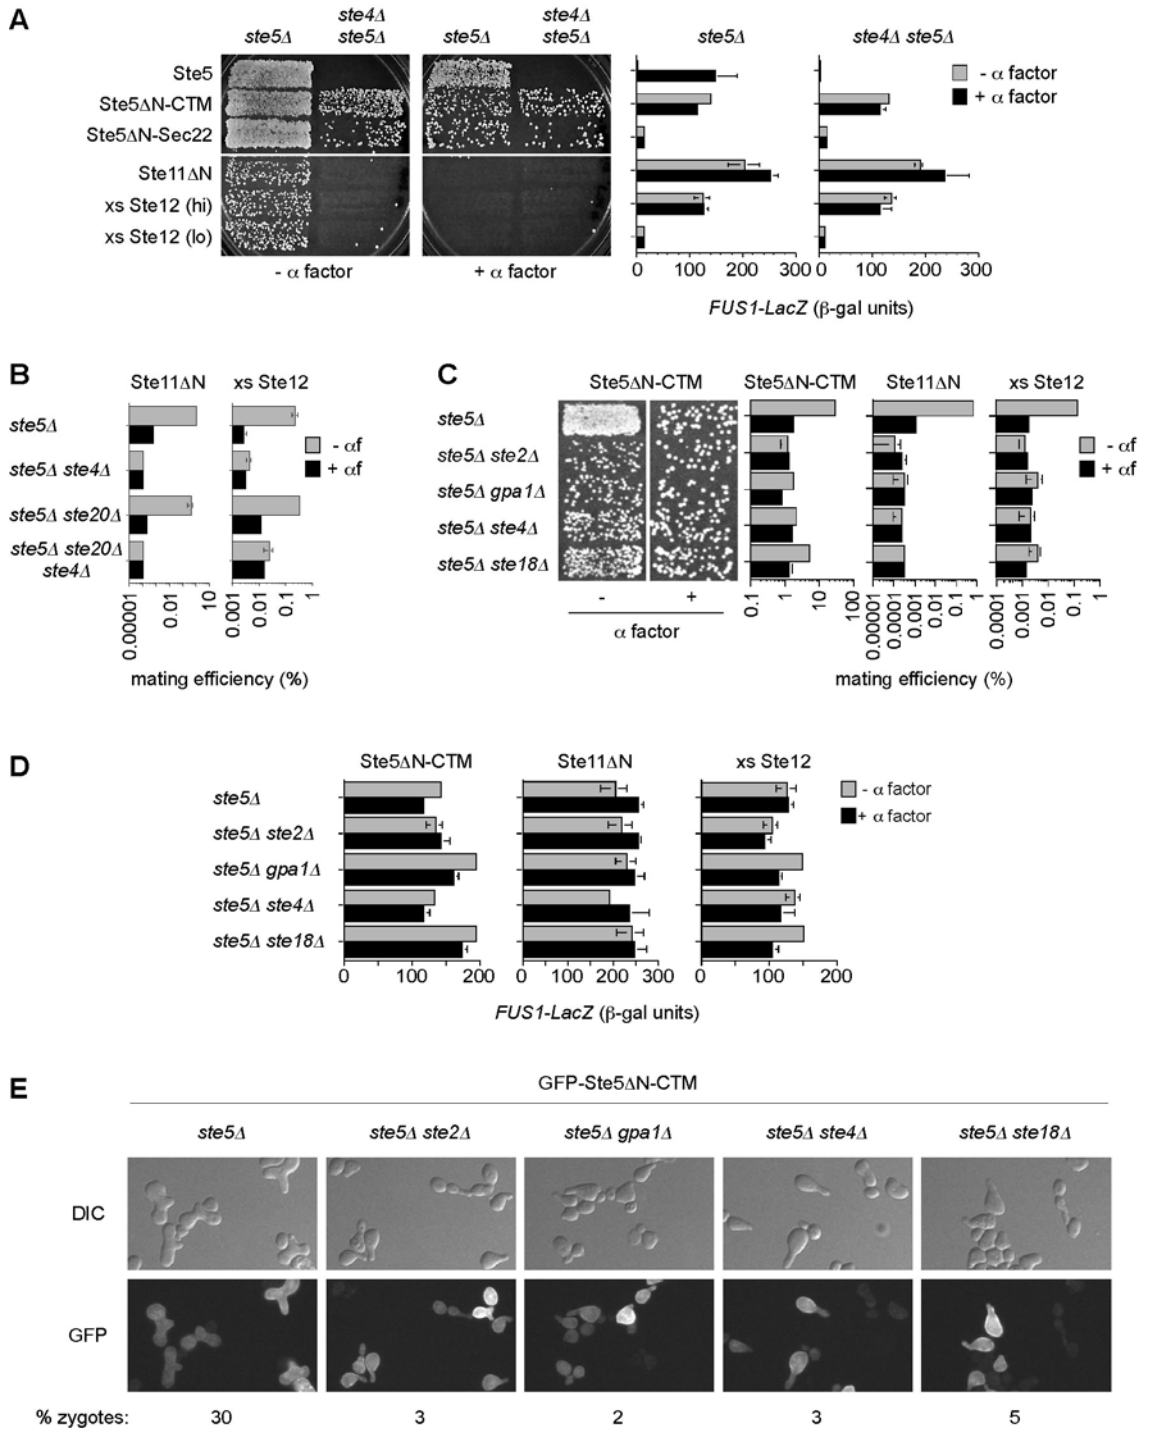 A
ste5Δ
ste4Δ
ste5Δ
ste5Δ
ste4Δ
ste5Δ
ste5Δ
ste4Δ ste5Δ
Ste5
Ste5ΔN-CTM
Ste5ΔN-Sec22
Ste11ΔN
xs Ste12 (hi)
xs Ste12 (lo)
- α factor
+ α factor
- α factor
+ α factor
0 100 200 300
0 100 200 300
FUS1-LacZ (β-gal units)
B
Ste11ΔN
xs Ste12
ste5Δ
ste5Δ ste4Δ
ste5Δ ste20Δ
ste5Δ ste20Δ
ste4Δ
- αf
+ αf
0.00001 0.01 10
0.001 0.01 0.1 1
mating efficiency (%)
C
Ste5ΔN-CTM
Ste5ΔN-CTM
Ste11ΔN
xs Ste12
ste5Δ
ste5Δ ste2Δ
ste5Δ gpa1Δ
ste5Δ ste4Δ
ste5Δ ste18Δ
- αf
+ αf
- +
α factor
0.1 1 10 100
0.00001 0.0001 0.001 0.01 0.1 1
0.0001 0.001 0.01 0.1 1
mating efficiency (%)
D
Ste5ΔN-CTM
Ste11ΔN
xs Ste12
- α factor
+ α factor
ste5Δ
ste5Δ ste2Δ
ste5Δ gpa1Δ
ste5Δ ste4Δ
ste5Δ ste18Δ
0 100 200
0 100 200 300
0 100 200
FUS1-LacZ (β-gal units)
E
GFP-Ste5ΔN-CTM
ste5Δ
ste5Δ ste2Δ
ste5Δ gpa1Δ
ste5Δ ste4Δ
ste5Δ ste18Δ
DIC
GFP
% zygotes: 30 3 2 3 5